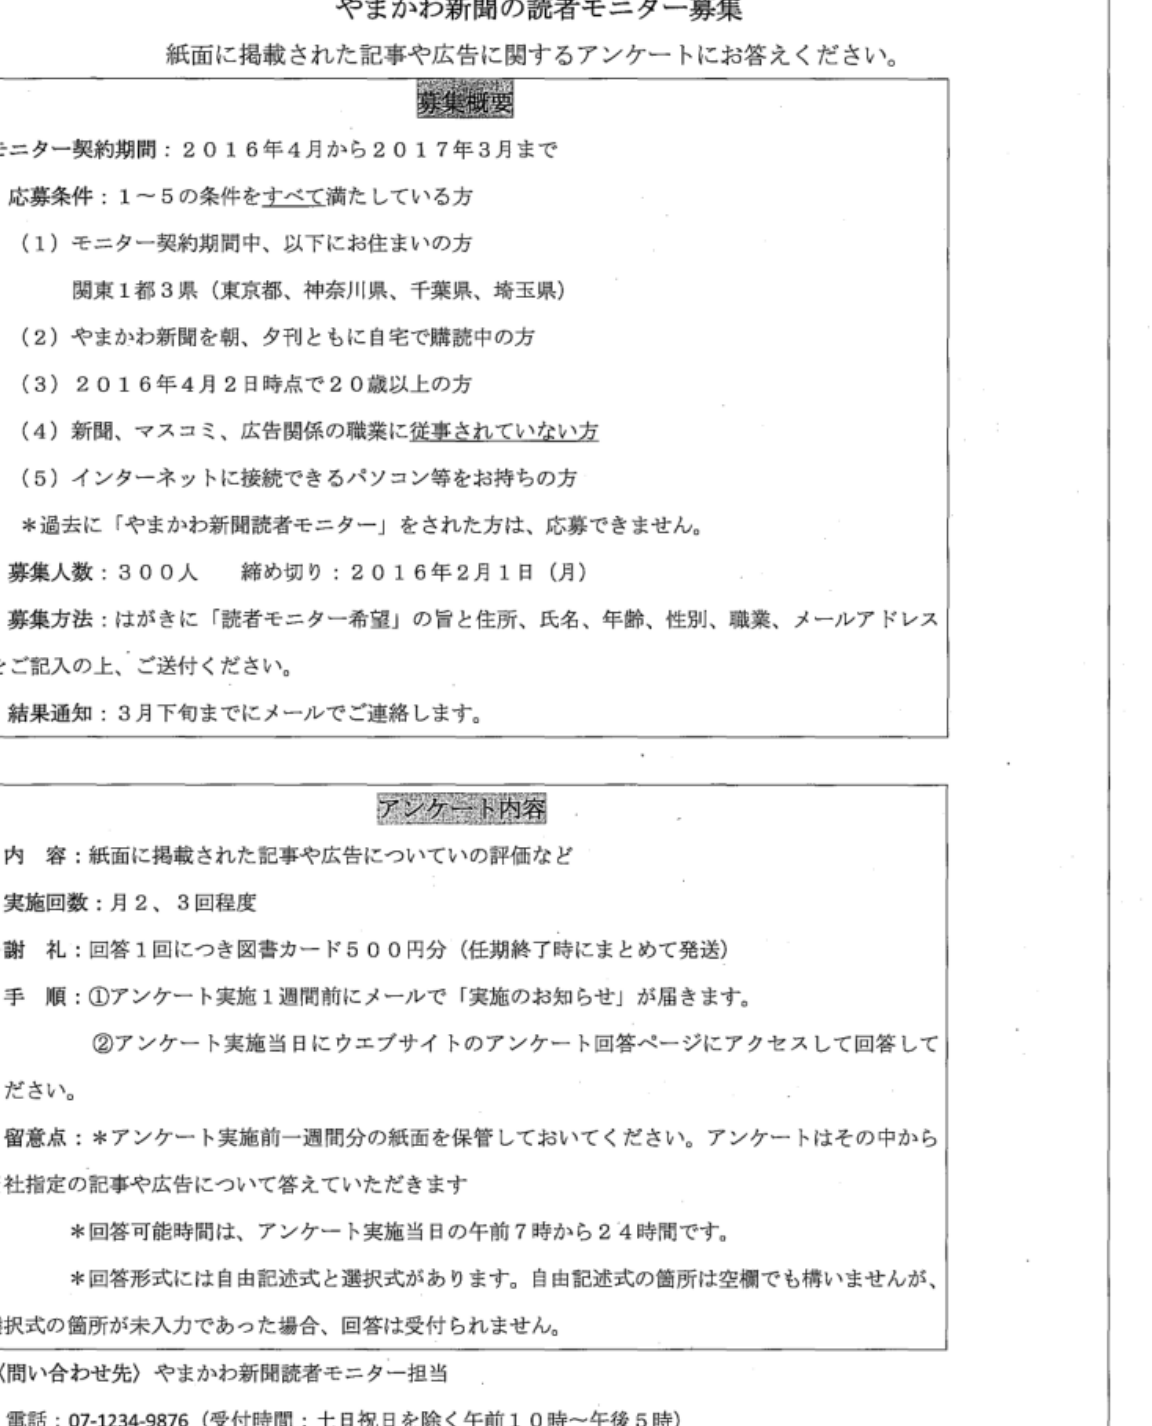 やまかわ新聞の読者モニター募集
紙面に掲載された記事や広告に関するアンケートにお答えください。
募集概要
モニター契約期間：２０１６年４月から２０１７年３月まで
応募条件：１～５の条件をすべて満たしている方
（１）モニター契約期間中、以下にお住まいの方
関東１都３県（東京都、神奈川県、千葉県、埼玉県）
（２）やまかわ新聞を朝、夕刊ともに自宅で購読中の方
（３）２０１６年４月２日時点で２０歳以上の方
（４）新聞、マスコミ、広告関係の職業に従事されていない方
（５）インターネットに接続できるパソコン等をお持ちの方
＊過去に「やまかわ新聞読者モニター」をされた方は、応募できません。
募集人数：３００人　　締め切り：２０１６年２月１日（月）
募集方法：はがきに「読者モニター希望」の旨と住所、氏名、年齢、性別、職業、メールアドレス
をご記入の上、ご送付ください。
結果通知：３月下旬までにメールでご連絡します。
アンケート内容
内　容：紙面に掲載された記事や広告についていの評価など
実施回数：月２、３回程度
謝　礼：回答１回につき図書カード５００円分（任期終了時にまとめて発送）
手　順：①アンケート実施１週間前にメールで「実施のお知らせ」が届きます。
②アンケート実施当日にウエブサイトのアンケート回答ページにアクセスして回答して
ださい。
留意点：＊アンケート実施前一週間分の紙面を保管しておいてください。アンケートはその中から
社指定の記事や広告について答えていただきます
＊回答可能時間は、アンケート実施当日の午前７時から２４時間です。
＊回答形式には自由記述式と選択式があります。自由記述式の箇所は空欄でも構いませんが、
択式の箇所が未入力であった場合、回答は受付られません。
〈問い合わせ先〉やまかわ新聞読者モニター担当
電話：07-1234-9876（受付時間：土日祝日を除く午前１０時～午後５時）